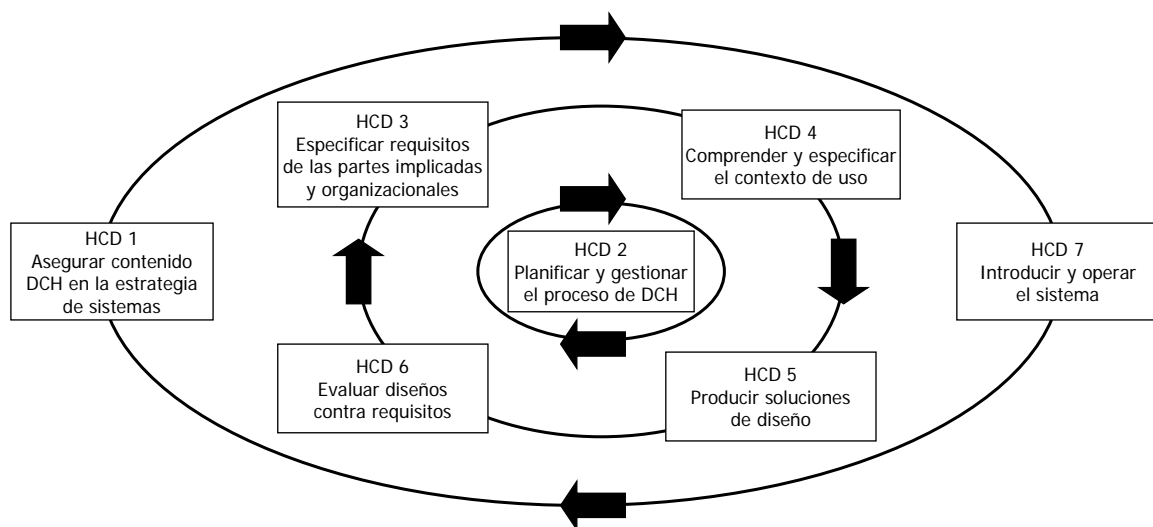 HCD 3
Especificar requisitos
de las partes implicadas
y organizacionales
HCD 4
Comprender y especificar
el contexto de uso
HCD 1
Asegurar contenido
DCH en la estrategia
de sistemas
HCD 2
Planificar y gestionar
el proceso de DCH
HCD 7
Introducir y operar
el sistema
HCD 6
Evaluar diseños
contra requisitos
HCD 5
Producir soluciones
de diseño